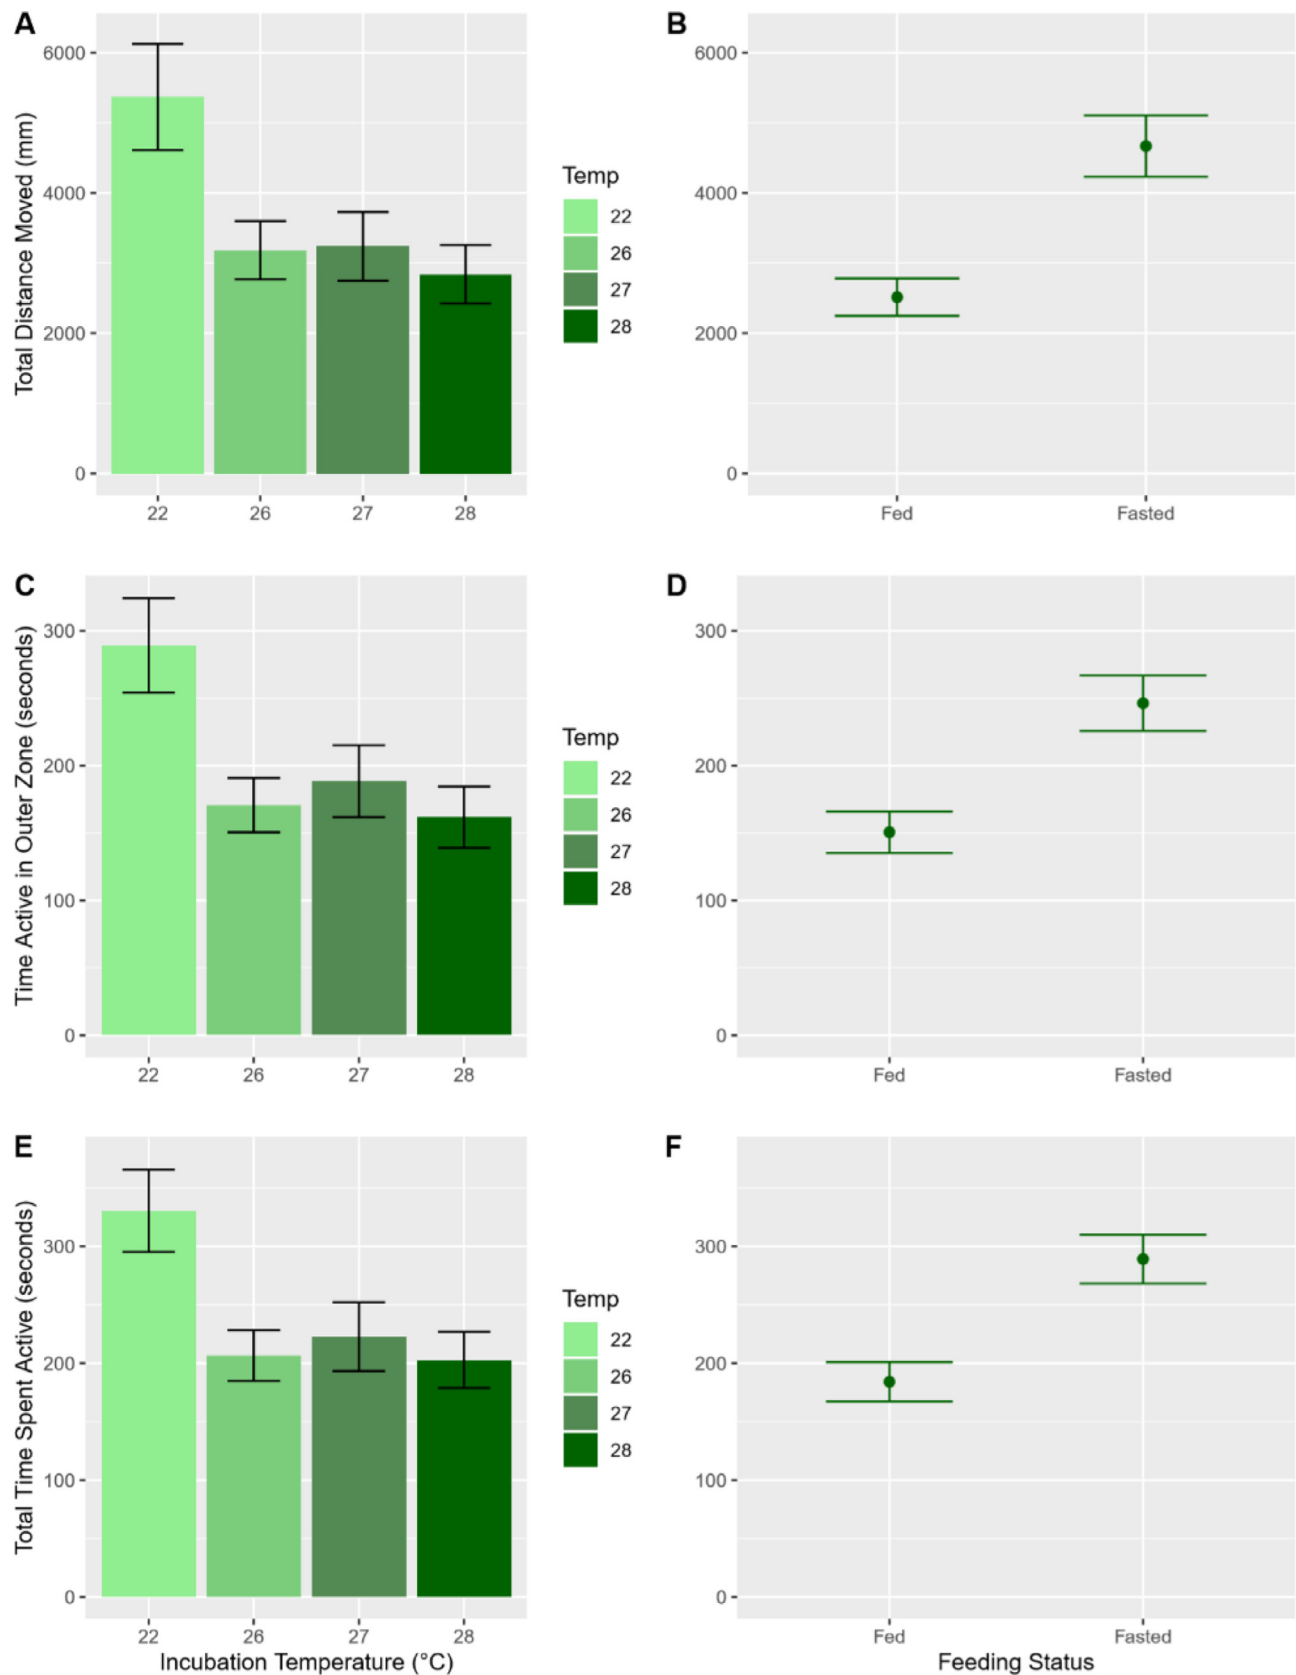 A
Total Distance Moved (mm)
6000
4000
2000
0
22 26 27 28
Temp
22
26
27
28
B
6000
4000
2000
0
Fed Fasted
C
Time Active in Outer Zone (seconds)
300
200
100
0
22 26 27 28
Temp
22
26
27
28
D
300
200
100
0
Fed Fasted
E
Total Time Spent Active (seconds)
300
200
100
0
22 26 27 28
Incubation Temperature (°C)
Temp
22
26
27
28
F
300
200
100
0
Fed Fasted
Feeding Status